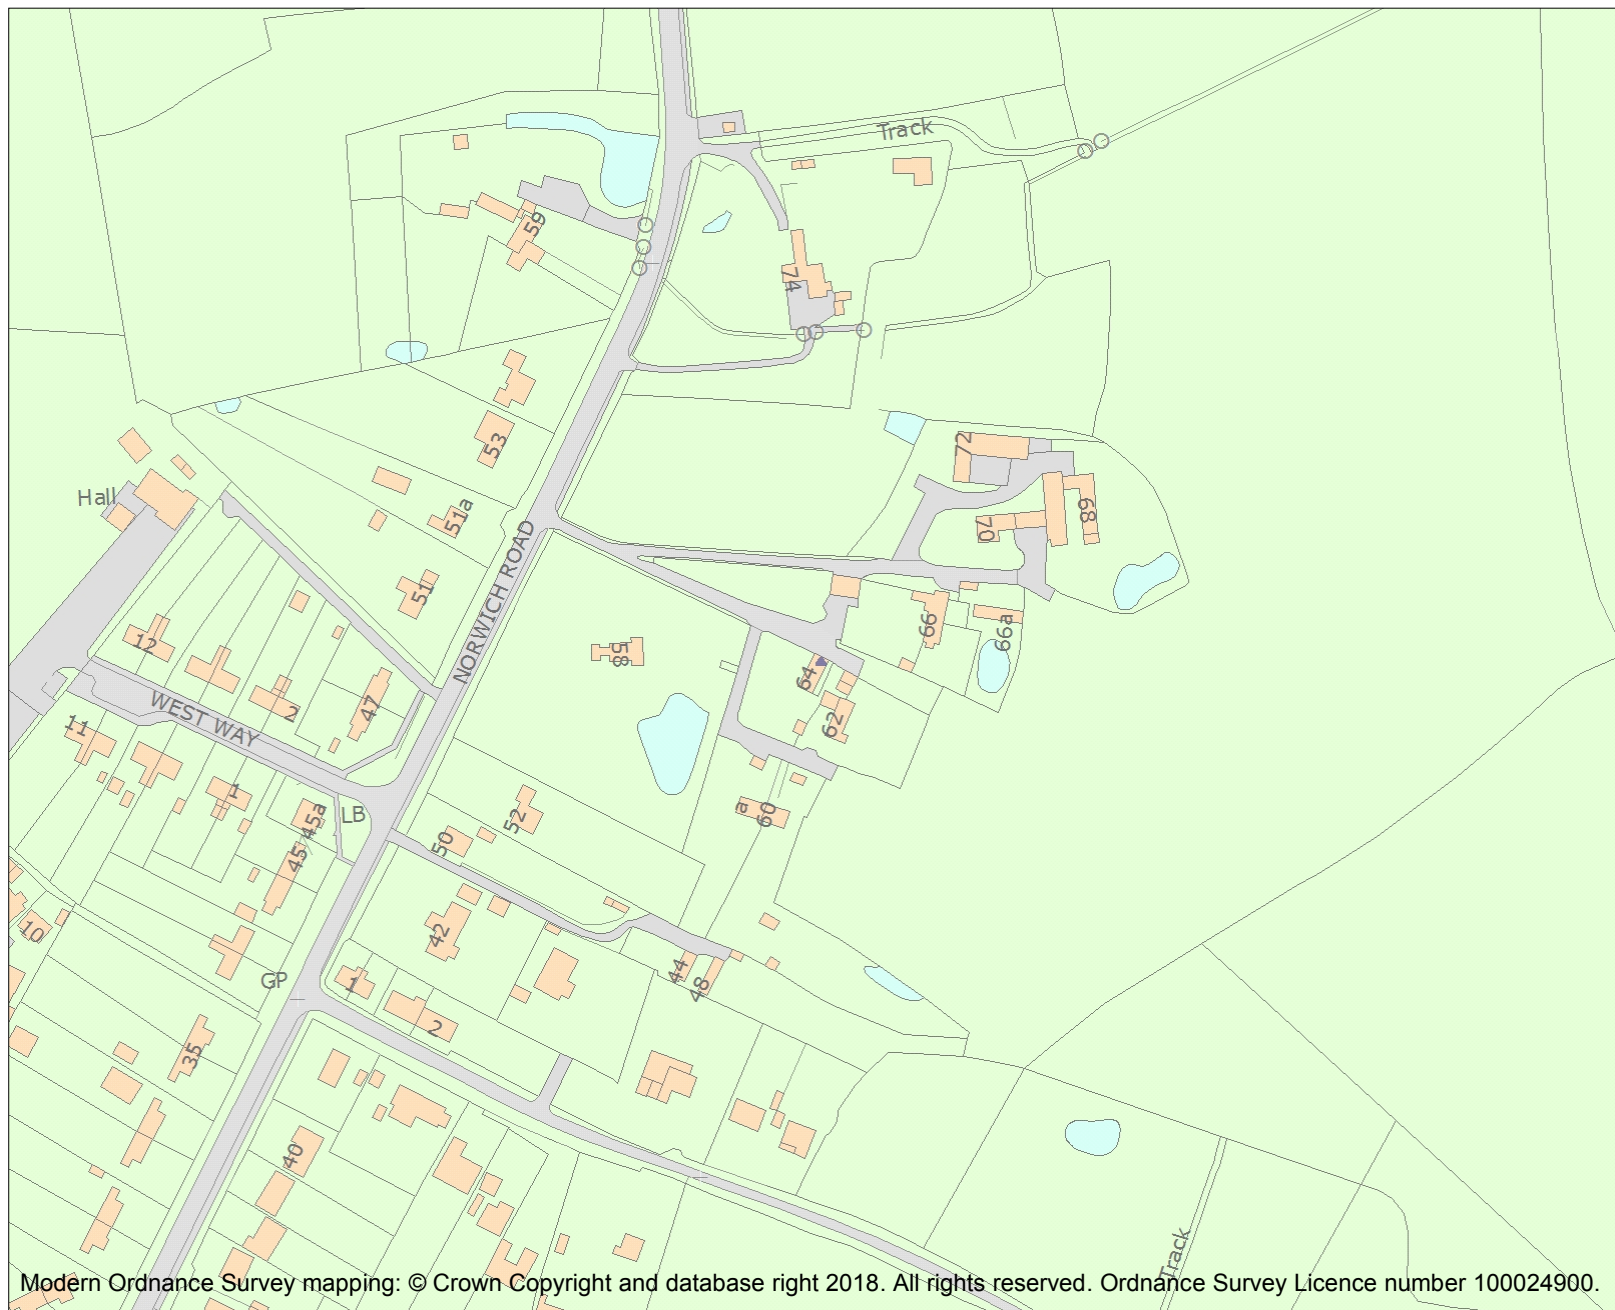 Track
59
74
53
72
Hall
51a
68
70
NORWICH ROAD
51
12
66
66a
58
64
47
2
WEST WAY
11
62
1
45a
LB
a
60
52
50
45
10
42
44
48
GP
1
2
35
40
Track
Modern Ordnance Survey mapping: © Crown Copyright and database right 2018. All rights reserved. Ordnance Survey Licence number 100024900.